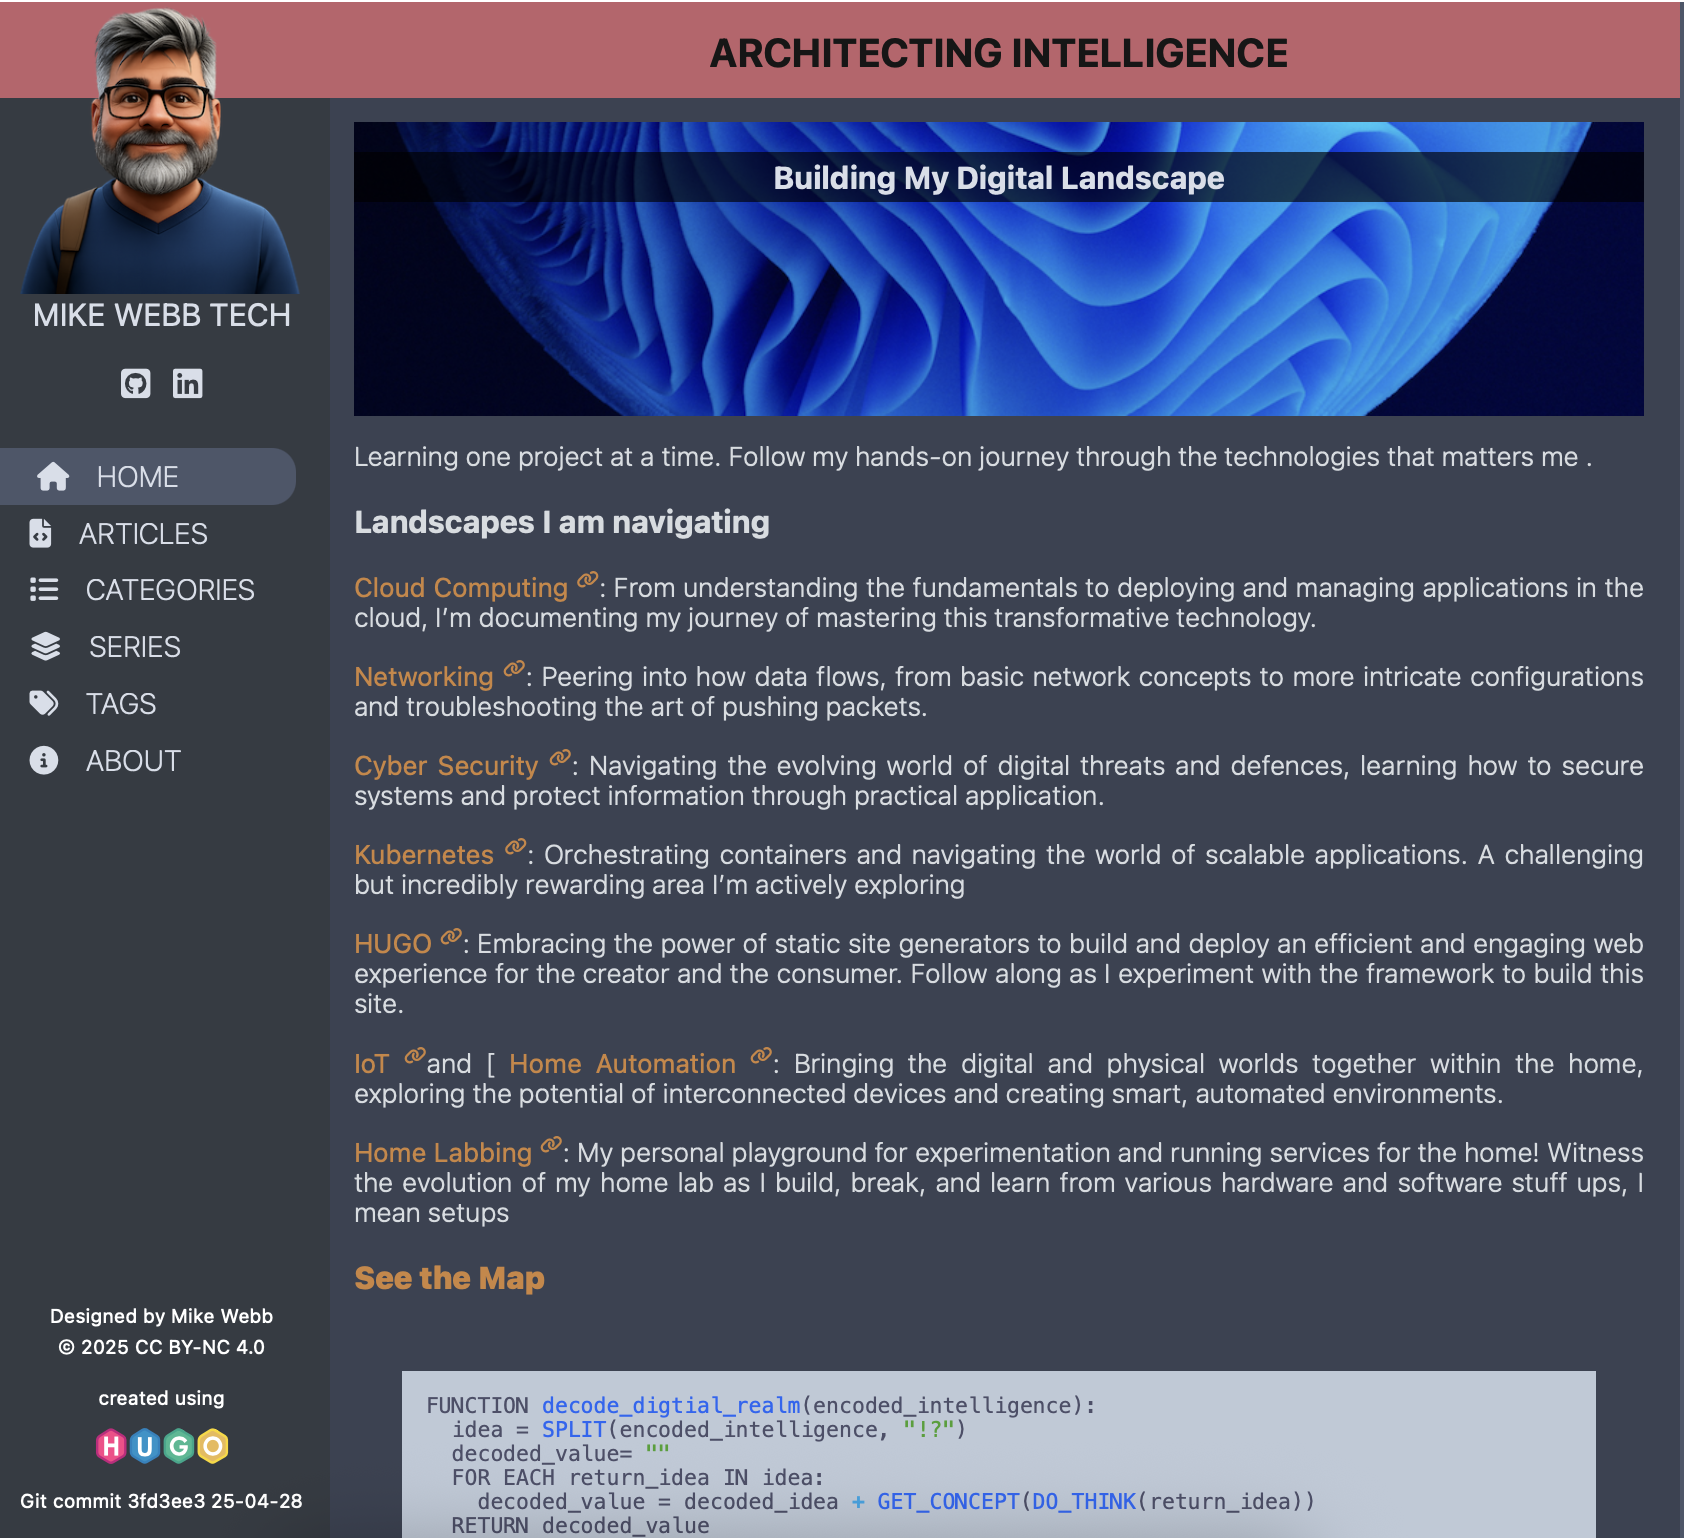 ARCHITECTING INTELLIGENCE
MIKE WEBB TECH
HOME
ARTICLES
CATEGORIES
SERIES
TAGS
ABOUT
Designed by Mike Webb
© 2025 CC BY-NC 4.0
created using
HUGO
Git commit 3fd3ee3 25-04-28
Building My Digital Landscape
Learning one project at a time. Follow my hands-on journey through the technologies that matters me .
Landscapes I am navigating
Cloud Computing : From understanding the fundamentals to deploying and managing applications in the
cloud, I’m documenting my journey of mastering this transformative technology.
Networking : Peering into how data flows, from basic network concepts to more intricate configurations
and troubleshooting the art of pushing packets.
Cyber Security : Navigating the evolving world of digital threats and defences, learning how to secure
systems and protect information through practical application.
Kubernetes : Orchestrating containers and navigating the world of scalable applications. A challenging
but incredibly rewarding area I’m actively exploring
HUGO : Embracing the power of static site generators to build and deploy an efficient and engaging web
experience for the creator and the consumer. Follow along as I experiment with the framework to build this
site.
IoT and [ Home Automation : Bringing the digital and physical worlds together within the home,
exploring the potential of interconnected devices and creating smart, automated environments.
Home Labbing : My personal playground for experimentation and running services for the home! Witness
the evolution of my home lab as I build, break, and learn from various hardware and software stuff ups, I
mean setups
See the Map
FUNCTION decode_digtial_realm(encoded_intelligence):
idea = SPLIT(encoded_intelligence, "!?")
decoded_value= ""
FOR EACH return_idea IN idea:
decoded_value = decoded_idea + GET_CONCEPT(DO_THINK(return_idea))
RETURN decoded_value